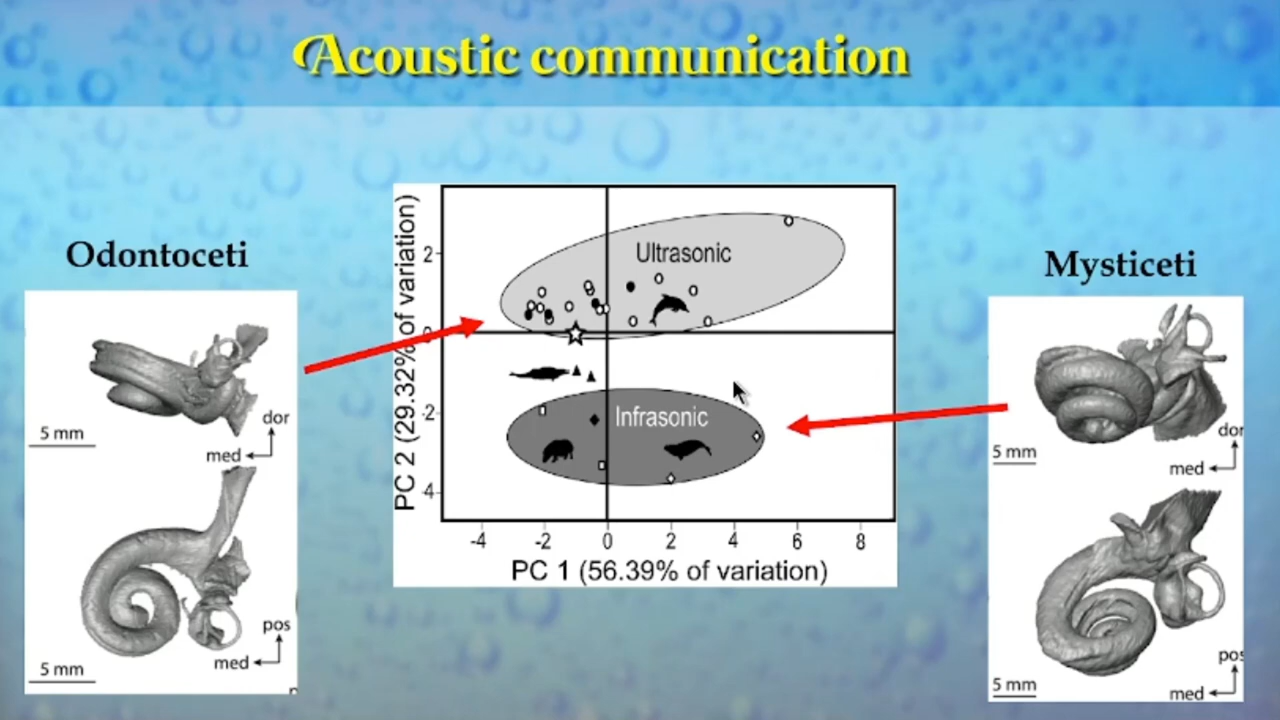 Acoustic communication
Odontoceti
5 mm
dor
med
5 mm
pos
med
PC 2 (29.32% of variation)
2
0
-2
-4
Ultrasonic
Infrasonic
-4 -2 0 2 4 6 8
PC 1 (56.39% of variation)
Mysticeti
5 mm
dor
med
5 mm
pos
med